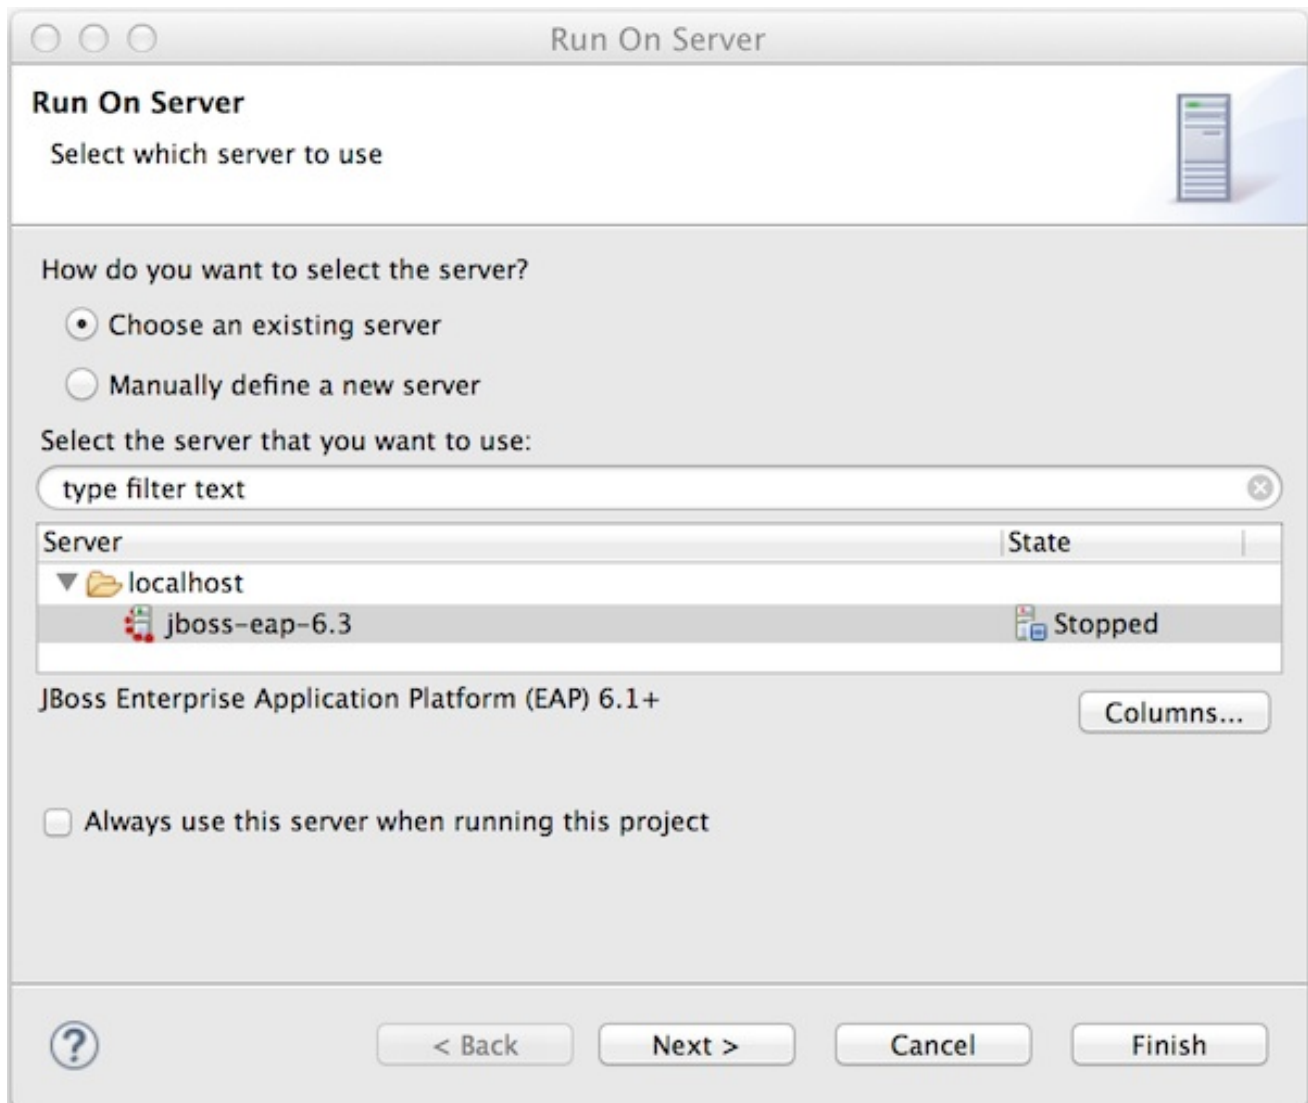 Run On Server
Run On Server
Select which server to use
How do you want to select the server?
Choose an existing server
Manually define a new server
Select the server that you want to use:
type filter text
Server State
localhost
jboss-eap-6.3 Stopped
JBoss Enterprise Application Platform (EAP) 6.1+
Columns...
Always use this server when running this project
? < Back Next > Cancel Finish